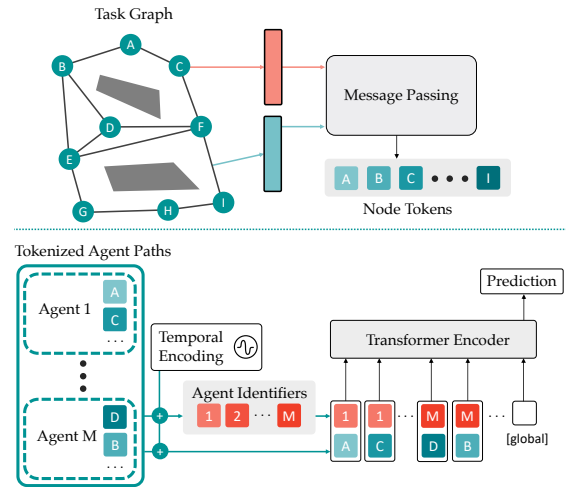 Task Graph
A
B
C
D
F
E
G
H
I
Message Passing
A B C • • • I
Node Tokens
Tokenized Agent Paths
Agent 1
A
C
...
Agent M
D
B
...
Temporal
Encoding
+
+
Agent Identifiers
1 2 ... M
Prediction
Transformer Encoder
1 1 ... M M ...
A C D B
[global]